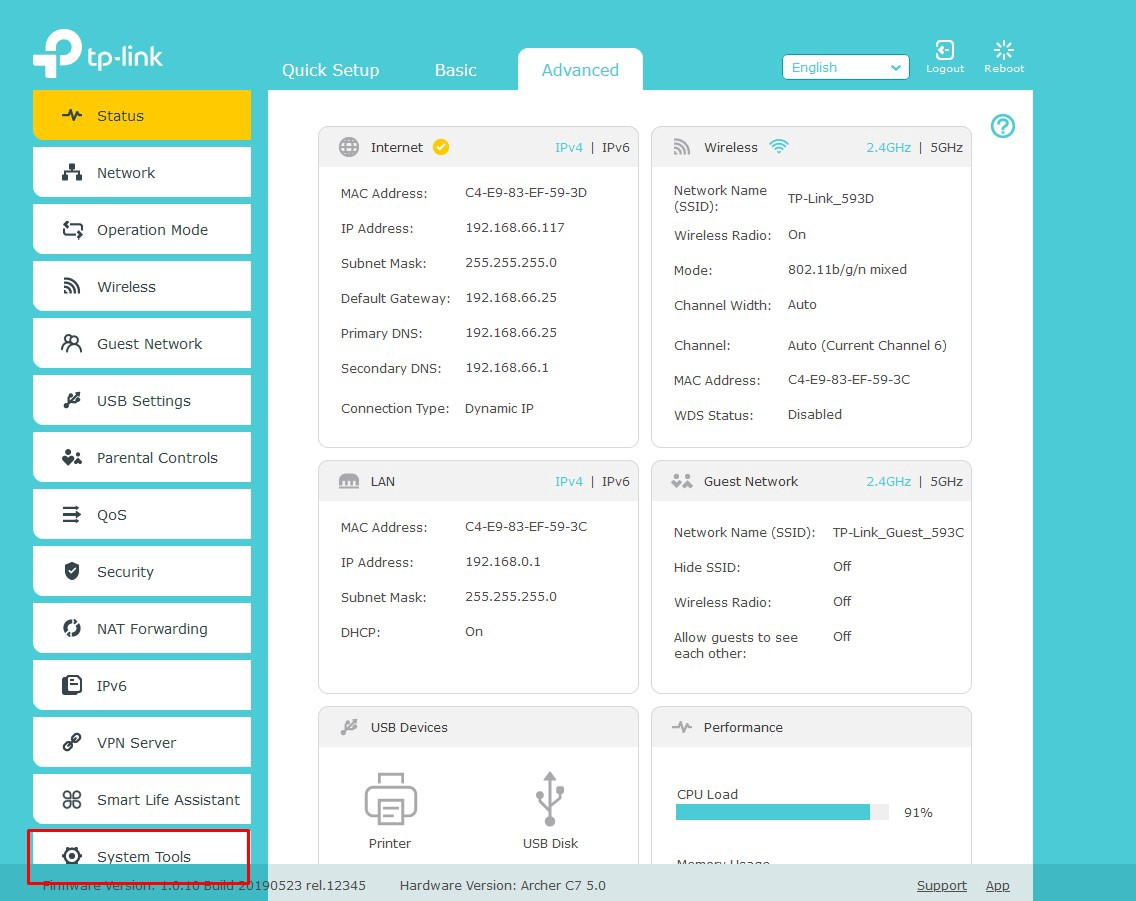 tp-link
Quick Setup
Basic
Advanced
English
Logout
Reboot
Status
Network
Operation Mode
Wireless
Guest Network
USB Settings
Parental Controls
QoS
Security
NAT Forwarding
IPv6
VPN Server
Smart Life Assistant
System Tools
Internet IPv4 | IPv6
MAC Address: C4-E9-83-EF-59-3D
IP Address: 192.168.66.117
Subnet Mask: 255.255.255.0
Default Gateway: 192.168.66.25
Primary DNS: 192.168.66.25
Secondary DNS: 192.168.66.1
Connection Type: Dynamic IP
Wireless 2.4GHz | 5GHz
Network Name
(SSID): TP-Link_593D
Wireless Radio: On
Mode: 802.11b/g/n mixed
Channel Width: Auto
Channel: Auto (Current Channel 6)
MAC Address: C4-E9-83-EF-59-3C
WDS Status: Disabled
LAN IPv4 | IPv6
MAC Address: C4-E9-83-EF-59-3C
IP Address: 192.168.0.1
Subnet Mask: 255.255.255.0
DHCP: On
Guest Network 2.4GHz | 5GHz
Network Name (SSID): TP-Link_Guest_593C
Hide SSID: Off
Wireless Radio: Off
Allow guests to see
each other: Off
USB Devices
Printer
USB Disk
Performance
CPU Load
91%
Memory Usage
Firmware Version: 1.0.10 Build 20190523 rel.12345
Hardware Version: Archer C7 5.0
Support
App